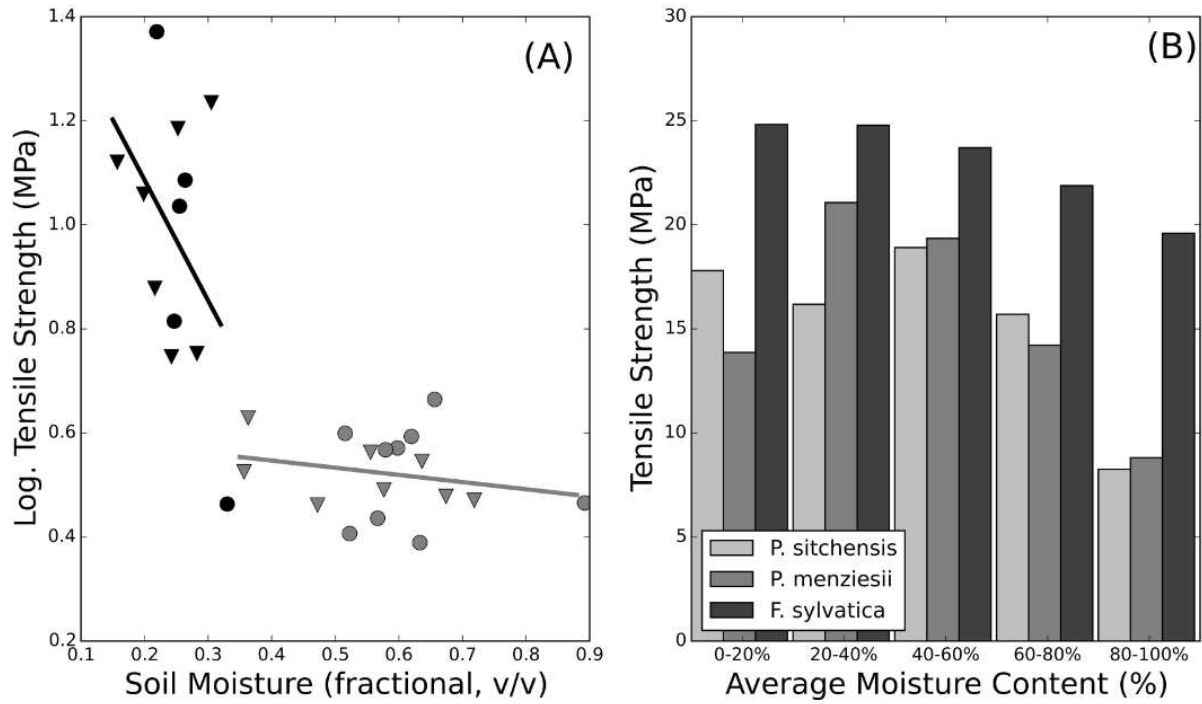 (A)
1.4
1.2
1.0
0.8
0.6
0.4
0.2
Log. Tensile Strength (MPa)
0.1 0.2 0.3 0.4 0.5 0.6 0.7 0.8 0.9
Soil Moisture (fractional, v/v)
(B)
30
25
20
15
10
5
0
Tensile Strength (MPa)
P. sitchensis
P. menziesii
F. sylvatica
0-20% 20-40% 40-60% 60-80% 80-100%
Average Moisture Content (%)